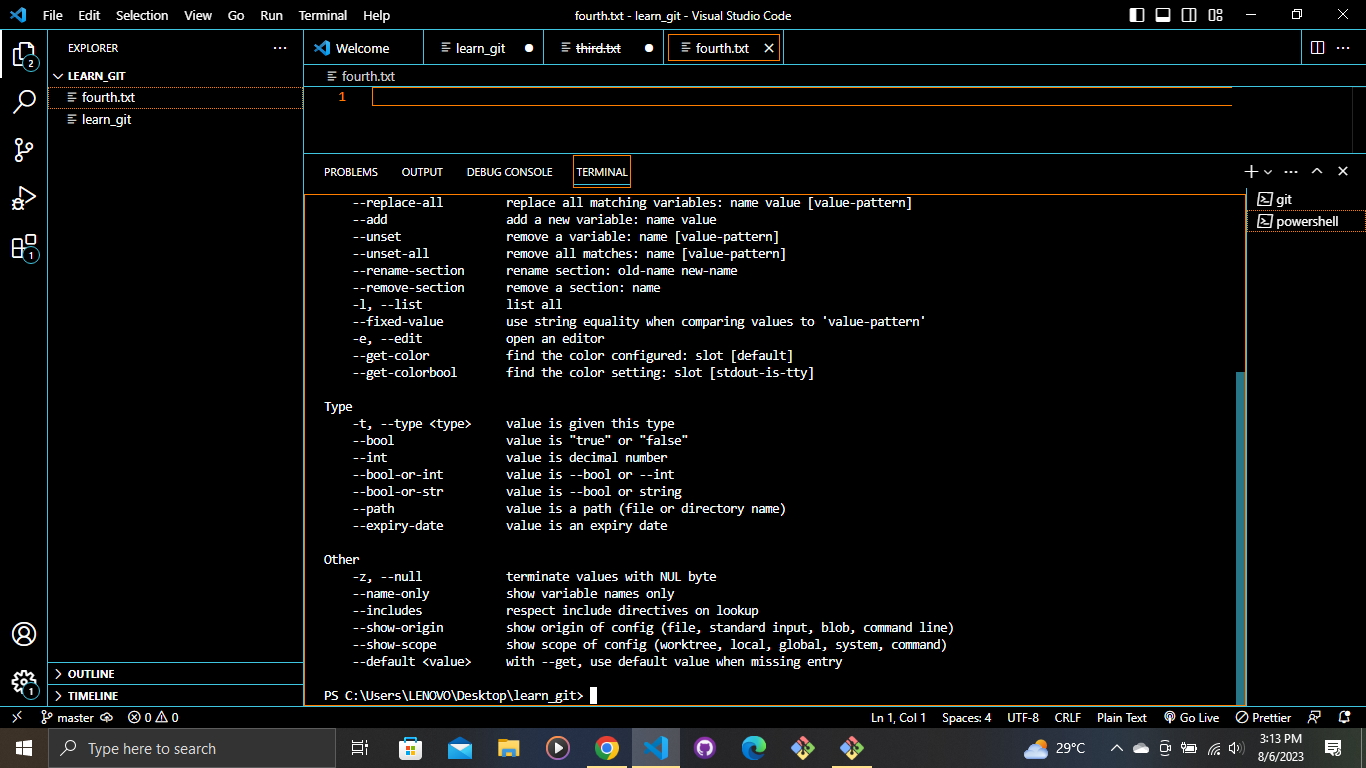 File Edit Selection View Go Run Terminal Help fourth.txt - learn_git - Visual Studio Code
EXPLORER
LEARN_GIT
fourth.txt
learn_git
OUTLINE
TIMELINE
2
1
1
Welcome learn_git third.txt fourth.txt
fourth.txt
1
PROBLEMS OUTPUT DEBUG CONSOLE TERMINAL
--replace-all replace all matching variables: name value [value-pattern]
--add add a new variable: name value
--unset remove a variable: name [value-pattern]
--unset-all remove all matches: name [value-pattern]
--rename-section rename section: old-name new-name
--remove-section remove a section: name
-l, --list list all
--fixed-value use string equality when comparing values to 'value-pattern'
-e, --edit open an editor
--get-color find the color configured: slot [default]
--get-colorbool find the color setting: slot [stdout-is-tty]
Type
-t, --type <type> value is given this type
--bool value is "true" or "false"
--int value is decimal number
--bool-or-int value is --bool or --int
--bool-or-str value is --bool or string
--path value is a path (file or directory name)
--expiry-date value is an expiry date
Other
-z, --null terminate values with NUL byte
--name-only show variable names only
--includes respect include directives on lookup
--show-origin show origin of config (file, standard input, blob, command line)
--show-scope show scope of config (worktree, local, global, system, command)
--default <value> with --get, use default value when missing entry
PS C:\Users\LENOVO\Desktop\learn_git>
git
powershell
master 0 0 Ln 1, Col 1 Spaces: 4 UTF-8 CRLF Plain Text Go Live Prettier
Type here to search 29°C 3:13 PM
8/6/2023